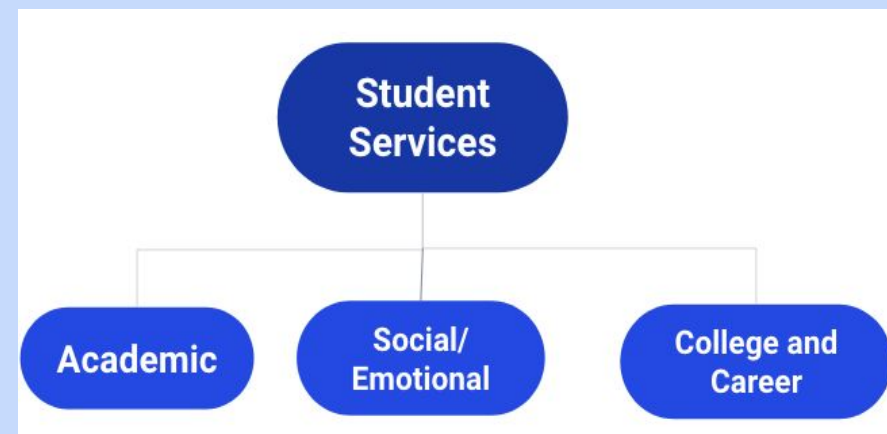 Student
Services
Academic
Social/
Emotional
College and
Career